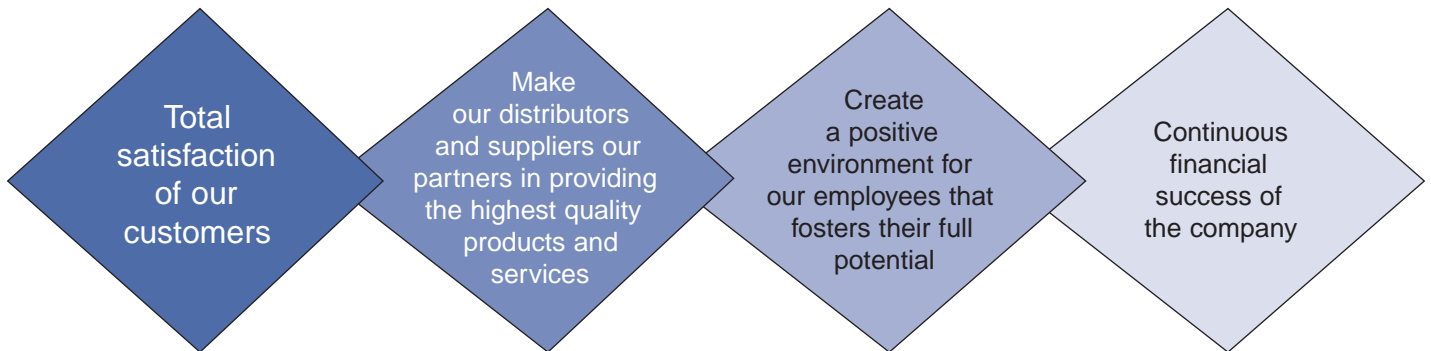 Total
satisfaction
of our
customers
Make
our distributors
and suppliers our
partners in providing
the highest quality
products and
services
Create
a positive
environment for
our employees that
fosters their full
potential
Continuous
financial
success of
the company